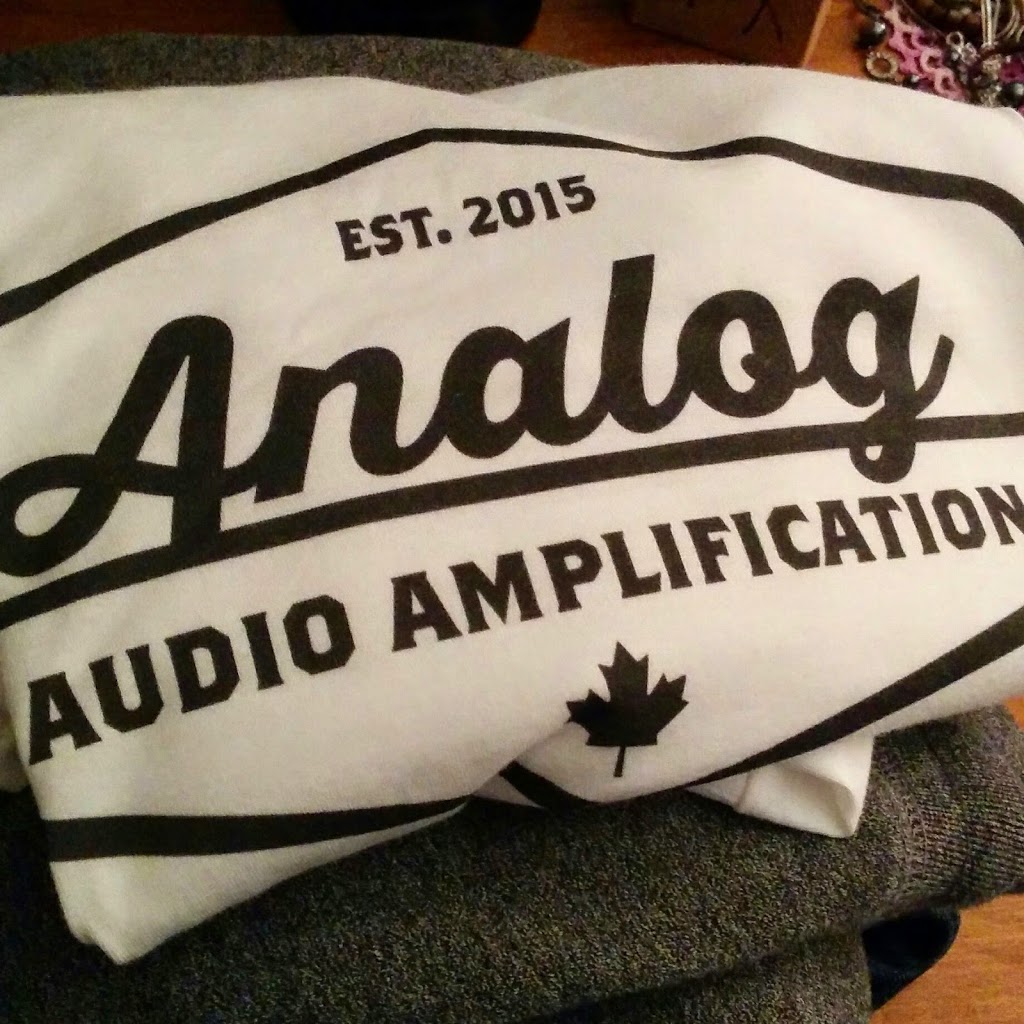 EST. 2015
Analog
AUDIO AMPLIFICATION